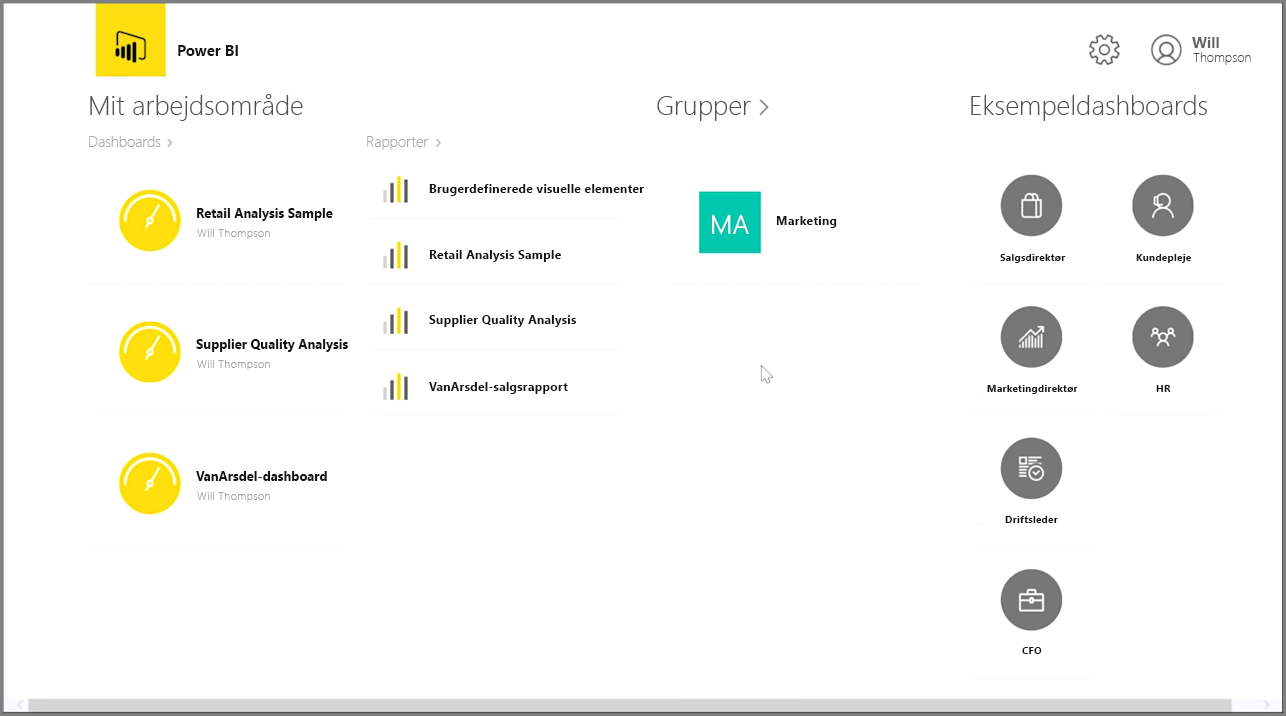 Power BI
Will
Thompson
Mit arbejdsområde
Dashboards
Retail Analysis Sample
Will Thompson
Supplier Quality Analysis
Will Thompson
VanArsdel-dashboard
Will Thompson
Rapporter
Brugerdefinerede visuelle elementer
Retail Analysis Sample
Supplier Quality Analysis
VanArsdel-salgsrapport
Grupper
MA
Marketing
Eksempeldashboards
Salgsdirektør
Kundepleje
Marketingdirektør
HR
Driftsleder
CFO